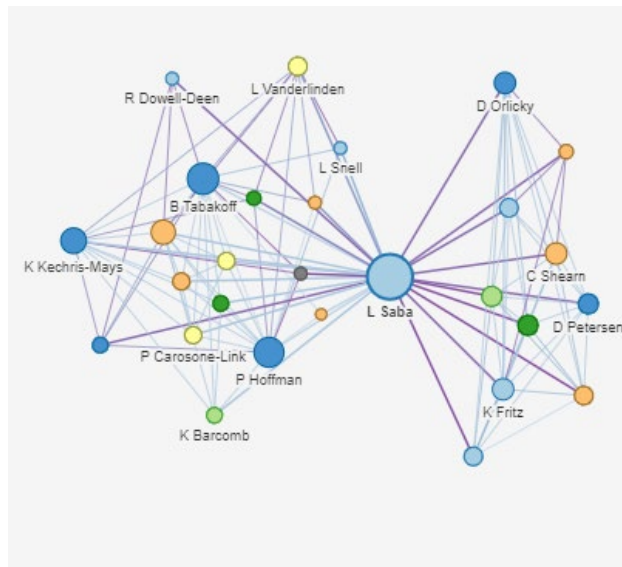 R Dowell-Deen
L Vanderlinden
D Orlicky
L Snell
B Tabakoff
K Kechris-Mays
C Shearn
L Saba
D Petersen
P Carosone-Link
P Hoffman
K Fritz
K Barcomb